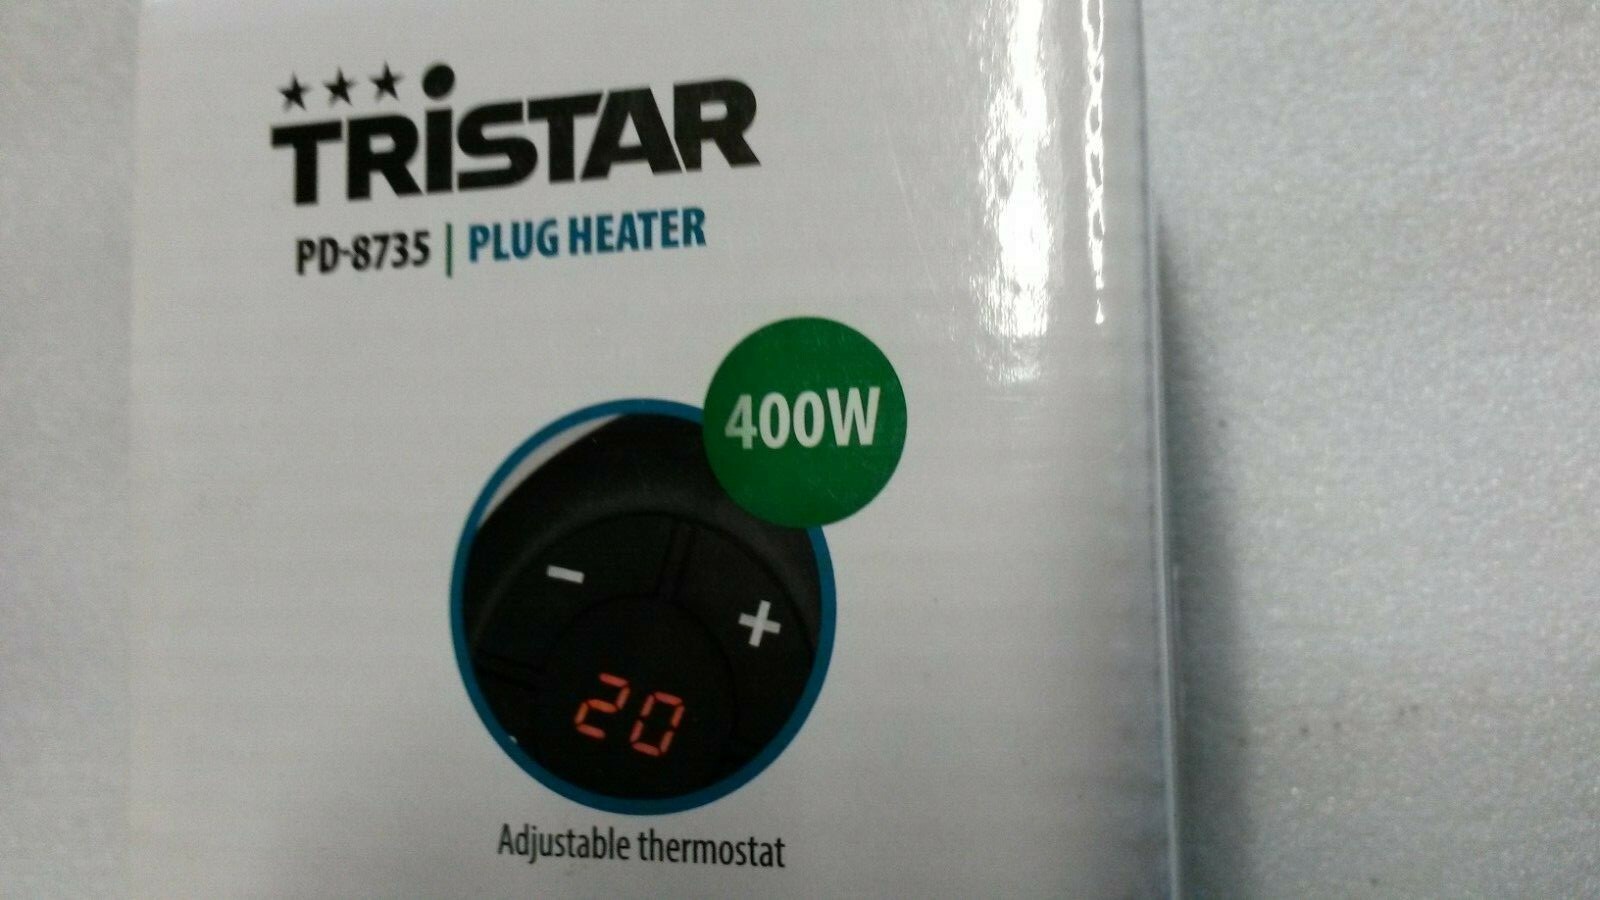 TRiSTAR
PD-8735 | PLUG HEATER
400W
- +
20
Adjustable thermostat